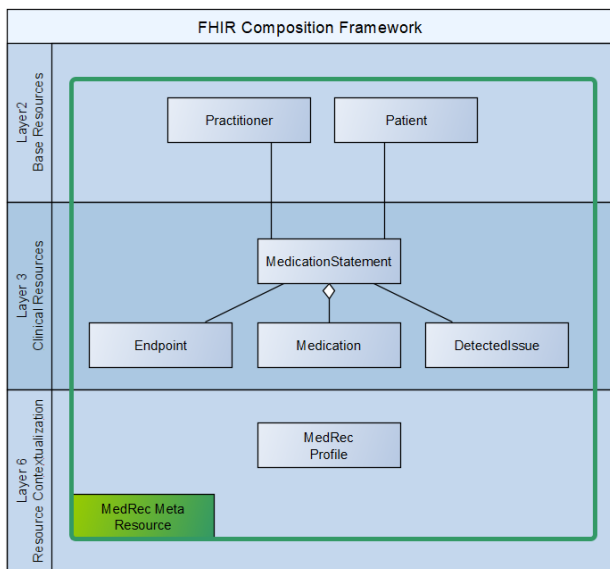 FHIR Composition Framework
Layer2
Base Resources
Practitioner
Patient
Layer 3
Clinical Resources
MedicationStatement
Endpoint
Medication
DetectedIssue
Layer 6
Resource Contextualization
MedRec
Profile
MedRec Meta
Resource